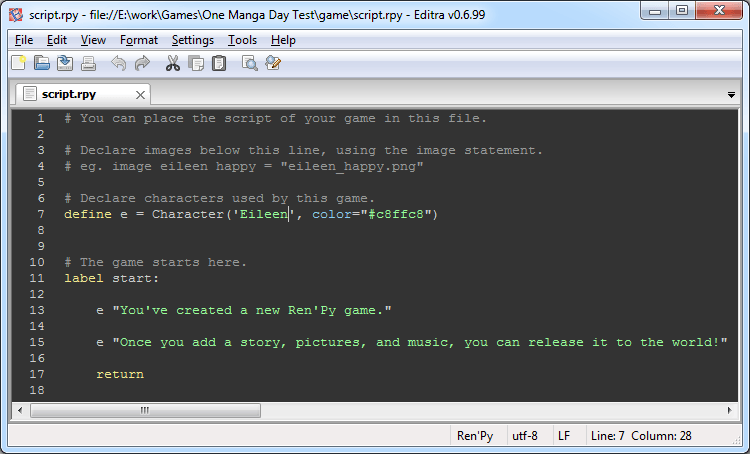 script.rpy - file://E:\work\Games\One Manga Day Test\game\script.rpy - Editra v0.6.99
File Edit View Format Settings Tools Help
script.rpy
1 # You can place the script of your game in this file.
2
3 # Declare images below this line, using the image statement.
4 # eg. image eileen happy = "eileen_happy.png"
5
6 # Declare characters used by this game.
7 define e = Character('Eileen', color="#c8ffc8")
8
9
10 # The game starts here.
11 label start:
12
13 e "You've created a new Ren'Py game."
14
15 e "Once you add a story, pictures, and music, you can release it to the world!"
16
17 return
18
Ren'Py utf-8 LF Line: 7 Column: 28